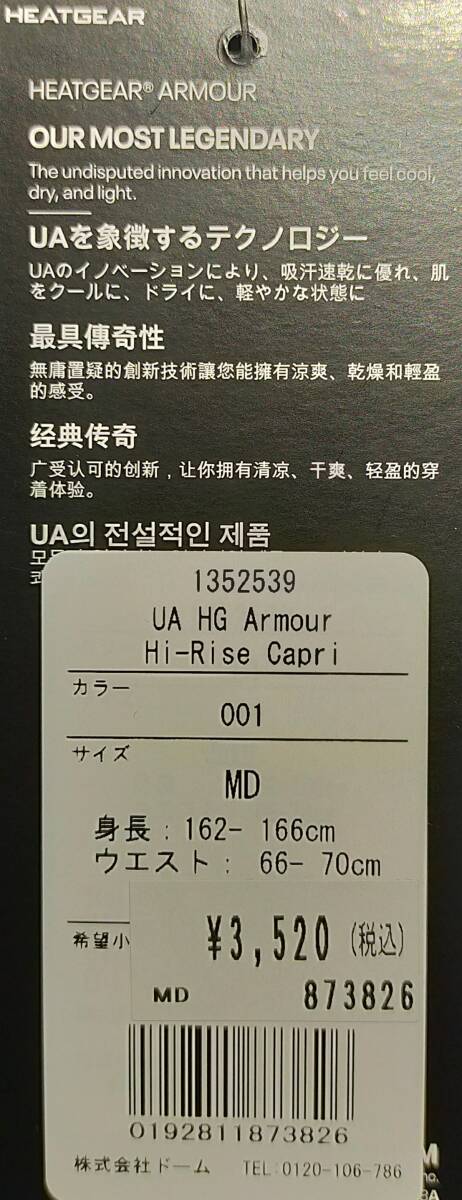 HEATGEAR
HEATGEAR® ARMOUR
OUR MOST LEGENDARY
The undisputed innovation that helps you feel cool,
dry, and light.
UAを象徴するテクノロジー
UAのイノベーションにより、吸汗速乾に優れ、肌
をクールに、ドライに、軽やかな状態に
最具傳奇性
無庸置疑的創新技術讓您能擁有涼爽、乾燥和輕盈
的感受。
经典传奇
广受认可的创新，让你拥有清凉、干爽、轻盈的穿
着体验。
UA의 전설적인 제품
1352539
UA HG Armour
Hi-Rise Capri
カラー
001
サイズ
MD
身長：162- 166cm
ウエスト： 66- 70cm
希望小
¥3,520 (税込)
MD 873826
0192811873826
株式会社ドーム TEL:0120-106-786